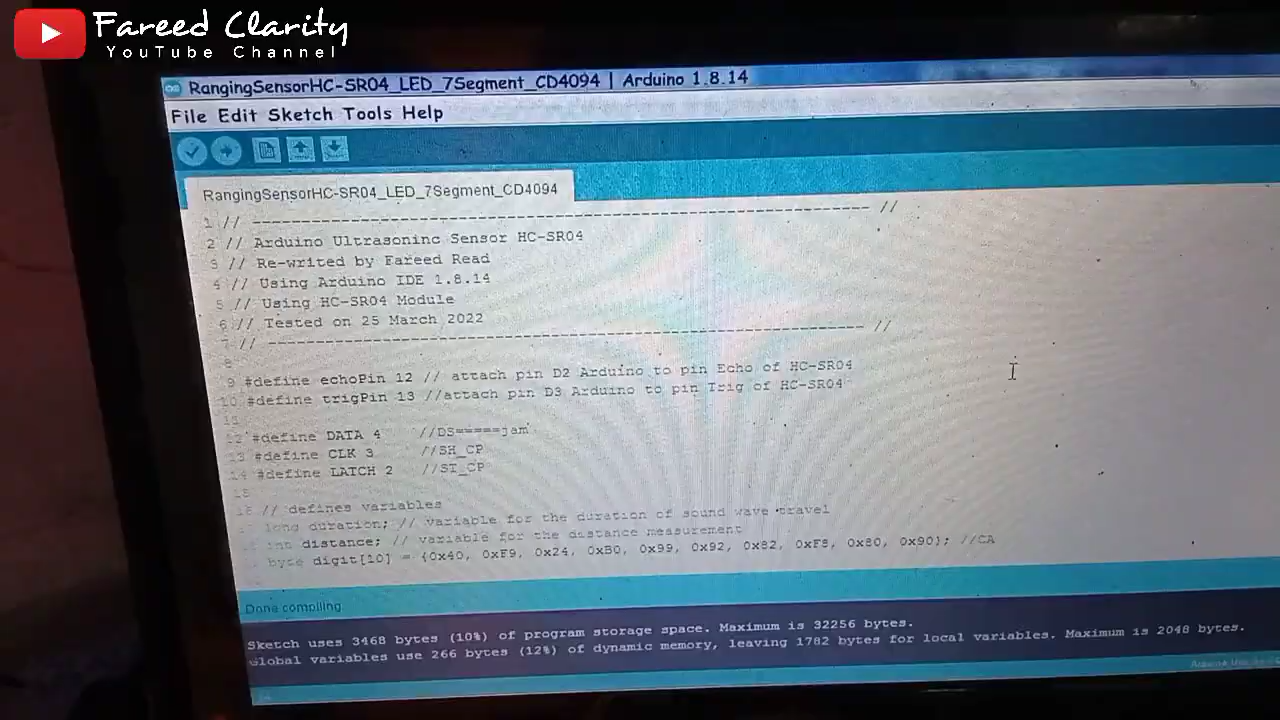 Fareed Clarity
YouTube Channel
RangingSensorHC-SR04_LED_7Segment_CD4094 | Arduino 1.8.14
File Edit Sketch Tools Help
RangingSensorHC-SR04_LED_7Segment_CD4094
1 // ---------------------------------------------------------------- //
2 // Arduino Ultrasoninc Sensor HC-SR04
3 // Re-writed by Fareed Read
4 // Using Arduino IDE 1.8.14
5 // Using HC-SR04 Module
6 // Tested on 25 March 2022
7 // ---------------------------------------------------------------- //
8
9 #define echoPin 12 // attach pin D2 Arduino to pin Echo of HC-SR04
10 #define trigPin 13 //attach pin D3 Arduino to pin Trig of HC-SR04
11
12 #define DATA 4 //DS=====jam
13 #define CLK 3 //SH_CP
14 #define LATCH 2 //ST_CP
15
16 // defines variables
long duration; // variable for the duration of sound wave travel
int distance; // variable for the distance measurement
byte digit[10] = {0x40, 0xF9, 0x24, 0xB0, 0x99, 0x92, 0x82, 0xF8, 0x80, 0x90}; //CA
Done compiling.
Sketch uses 3468 bytes (10%) of program storage space. Maximum is 32256 bytes.
Global variables use 266 bytes (12%) of dynamic memory, leaving 1782 bytes for local variables. Maximum is 2048 bytes.